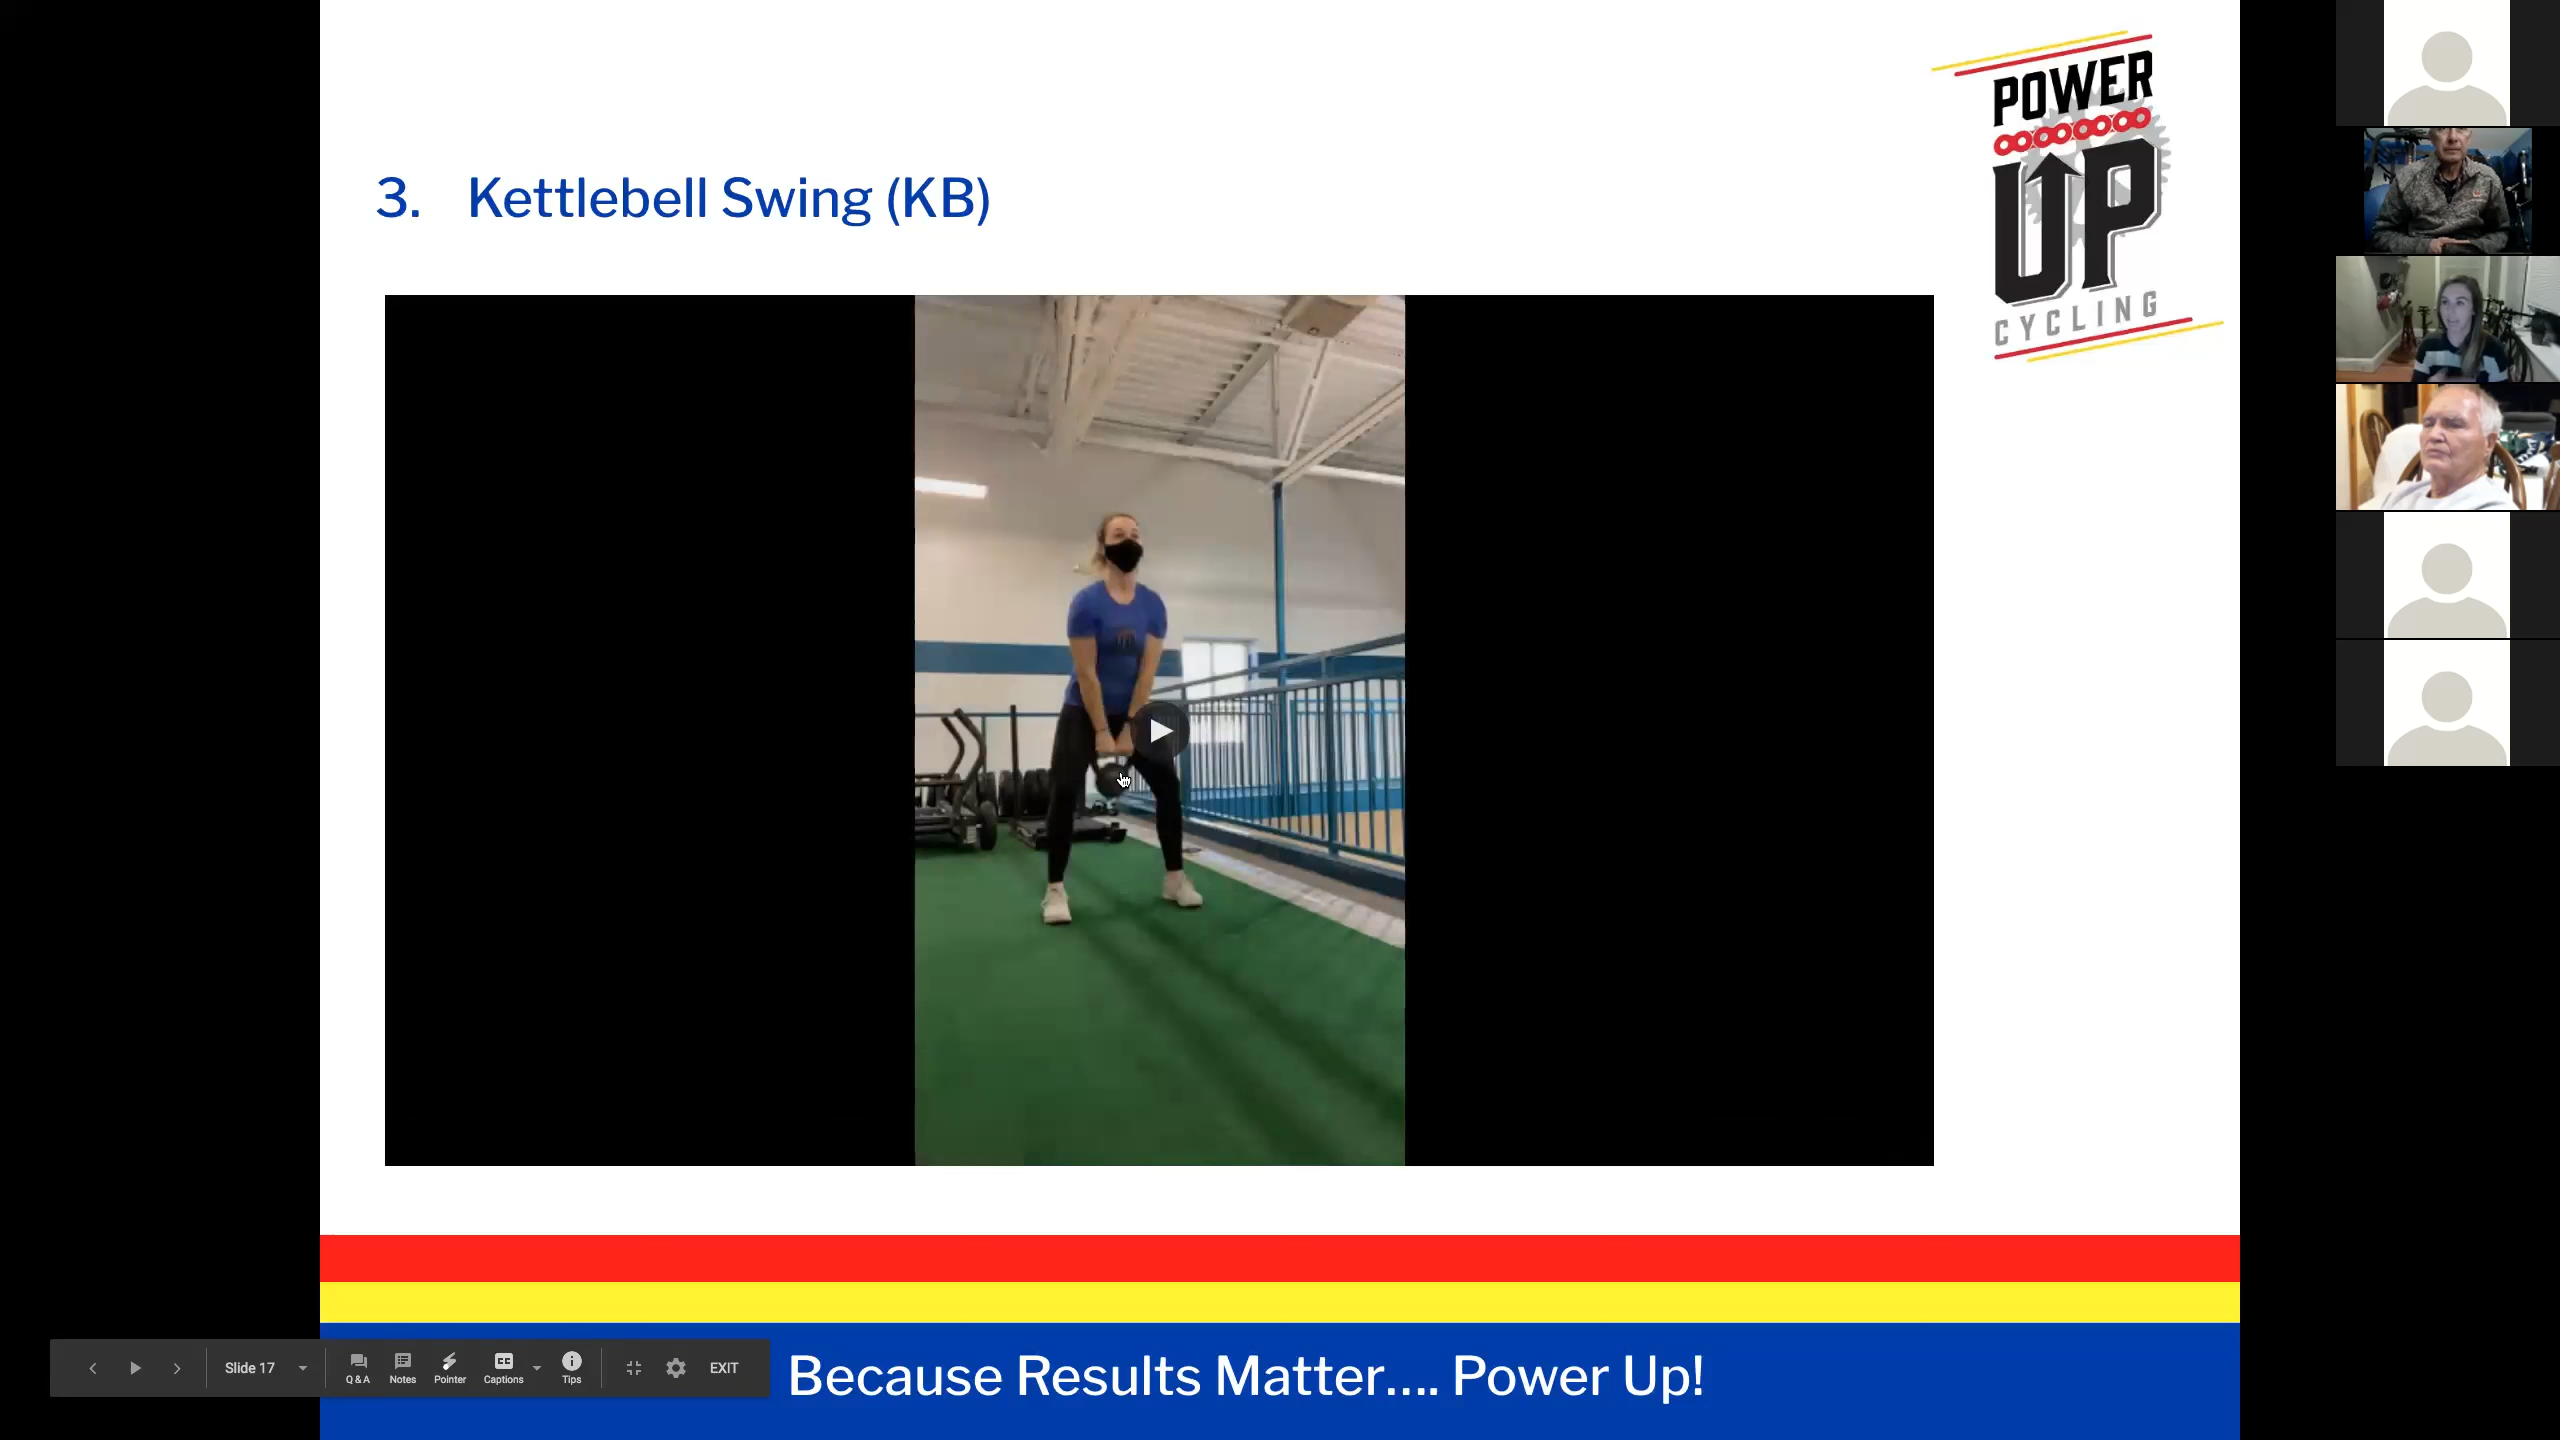 3. Kettlebell Swing (KB)
POWER
UP
CYCLING
Slide 17
Q & A
Notes
Pointer
CC
Captions
Tips
EXIT
Because Results Matter.... Power Up!